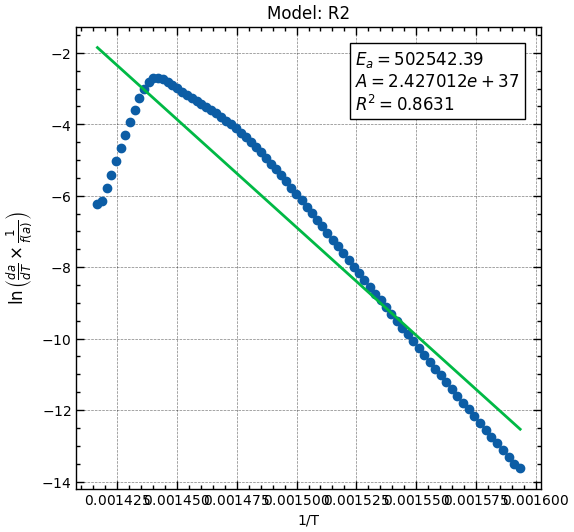 Model: R2
E_a = 502542.39
A = 2.427012e + 37
R^2 = 0.8631
ln (da/dT × 1/f(a))
−2
−4
−6
−8
−10
−12
−14
0.001425 0.001450 0.001475 0.001500 0.001525 0.001550 0.001575 0.001600
1/T